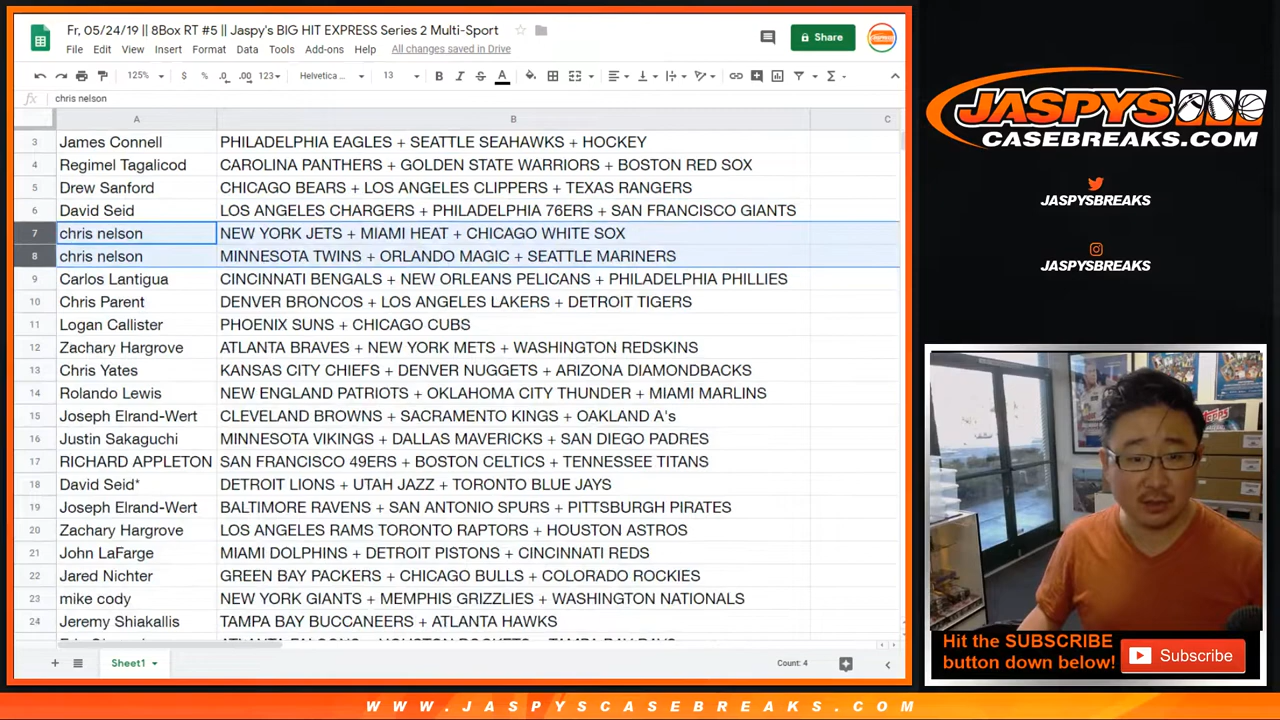 Fr, 05/24/19 || 8Box RT #5 || Jaspy's BIG HIT EXPRESS Series 2 Multi-Sport
File Edit View Insert Format Data Tools Add-ons Help All changes saved in Drive
Share
125% $ % .0 .00 123 Helvetica ... 13 B I S A
fx chris nelson
A B C
3 James Connell PHILADELPHIA EAGLES + SEATTLE SEAHAWKS + HOCKEY
4 Regimel Tagalicod CAROLINA PANTHERS + GOLDEN STATE WARRIORS + BOSTON RED SOX
5 Drew Sanford CHICAGO BEARS + LOS ANGELES CLIPPERS + TEXAS RANGERS
6 David Seid LOS ANGELES CHARGERS + PHILADELPHIA 76ERS + SAN FRANCISCO GIANTS
7 chris nelson NEW YORK JETS + MIAMI HEAT + CHICAGO WHITE SOX
8 chris nelson MINNESOTA TWINS + ORLANDO MAGIC + SEATTLE MARINERS
9 Carlos Lantigua CINCINNATI BENGALS + NEW ORLEANS PELICANS + PHILADELPHIA PHILLIES
10 Chris Parent DENVER BRONCOS + LOS ANGELES LAKERS + DETROIT TIGERS
11 Logan Callister PHOENIX SUNS + CHICAGO CUBS
12 Zachary Hargrove ATLANTA BRAVES + NEW YORK METS + WASHINGTON REDSKINS
13 Chris Yates KANSAS CITY CHIEFS + DENVER NUGGETS + ARIZONA DIAMONDBACKS
14 Rolando Lewis NEW ENGLAND PATRIOTS + OKLAHOMA CITY THUNDER + MIAMI MARLINS
15 Joseph Elrand-Wert CLEVELAND BROWNS + SACRAMENTO KINGS + OAKLAND A's
16 Justin Sakaguchi MINNESOTA VIKINGS + DALLAS MAVERICKS + SAN DIEGO PADRES
17 RICHARD APPLETON SAN FRANCISCO 49ERS + BOSTON CELTICS + TENNESSEE TITANS
18 David Seid* DETROIT LIONS + UTAH JAZZ + TORONTO BLUE JAYS
19 Joseph Elrand-Wert BALTIMORE RAVENS + SAN ANTONIO SPURS + PITTSBURGH PIRATES
20 Zachary Hargrove LOS ANGELES RAMS TORONTO RAPTORS + HOUSTON ASTROS
21 John LaFarge MIAMI DOLPHINS + DETROIT PISTONS + CINCINNATI REDS
22 Jared Nichter GREEN BAY PACKERS + CHICAGO BULLS + COLORADO ROCKIES
23 mike cody NEW YORK GIANTS + MEMPHIS GRIZZLIES + WASHINGTON NATIONALS
24 Jeremy Shiakallis TAMPA BAY BUCCANEERS + ATLANTA HAWKS
Sheet1
Count: 4
JASPYS
CASEBREAKS.COM
JASPYSBREAKS
JASPYSBREAKS
topps
Hit the SUBSCRIBE
button down below!
Subscribe
WWW.JASPYSCASEBREAKS.COM